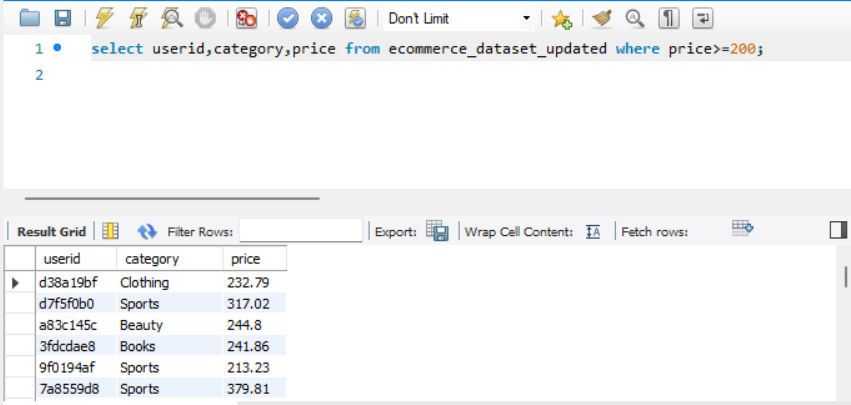 Don't Limit
1 select userid,category,price from ecommerce_dataset_updated where price>=200;
2
Result Grid Filter Rows: Export: Wrap Cell Content: IA Fetch rows:
userid category price
d38a19bf Clothing 232.79
d7f5f0b0 Sports 317.02
a83c145c Beauty 244.8
3fdcdae8 Books 241.86
9f0194af Sports 213.23
7a8559d8 Sports 379.81